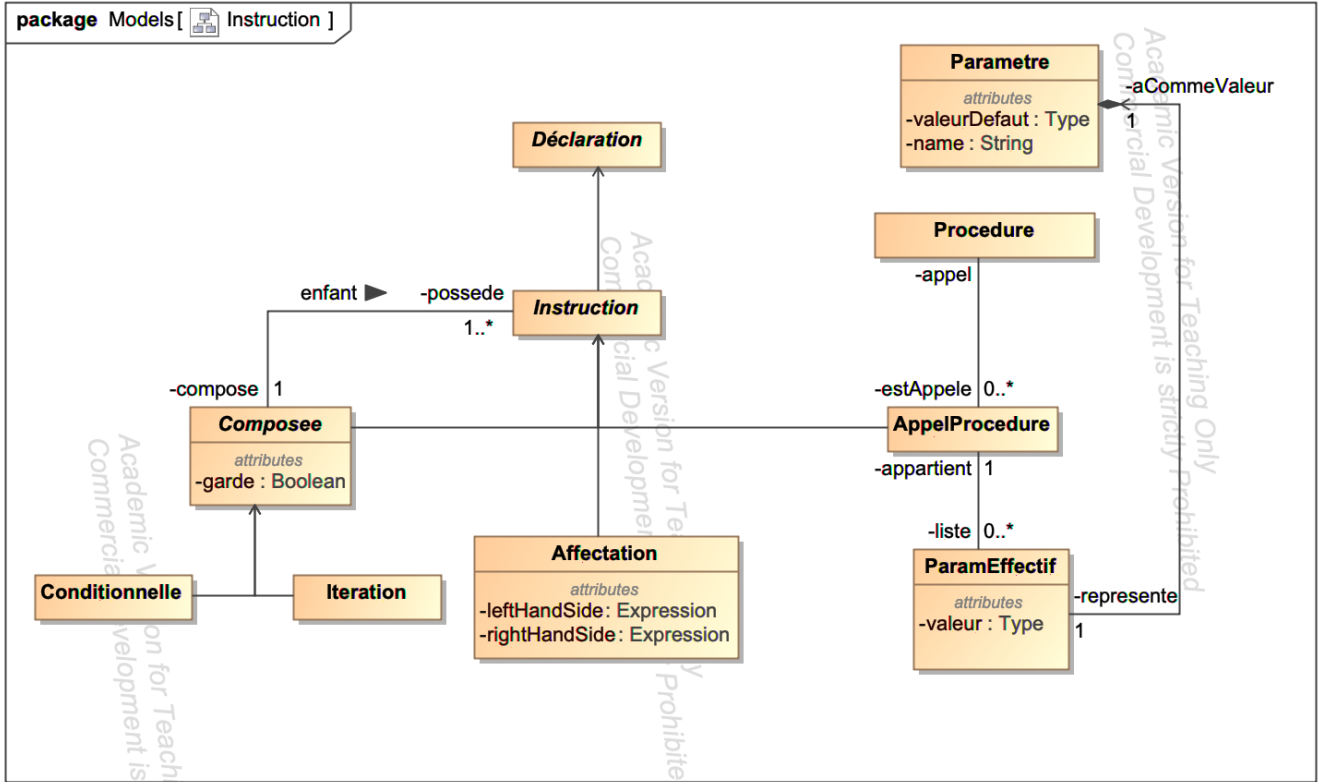 package Models[ Instruction ]
Parametre
attributes
-valeurDefaut : Type
-name : String
-aCommeValeur
1
Déclaration
Procedure
-appel
enfant
-possede
1..*
Instruction
-compose 1
-estAppele 0..*
Composee
attributes
-garde : Boolean
AppelProcedure
-appartient 1
-liste 0..*
Conditionnelle
Iteration
Affectation
attributes
-leftHandSide : Expression
-rightHandSide : Expression
ParamEffectif
attributes
-valeur : Type
-represente
1
Academic Version for Teaching Only
Commercial Development is strictly Prohibited